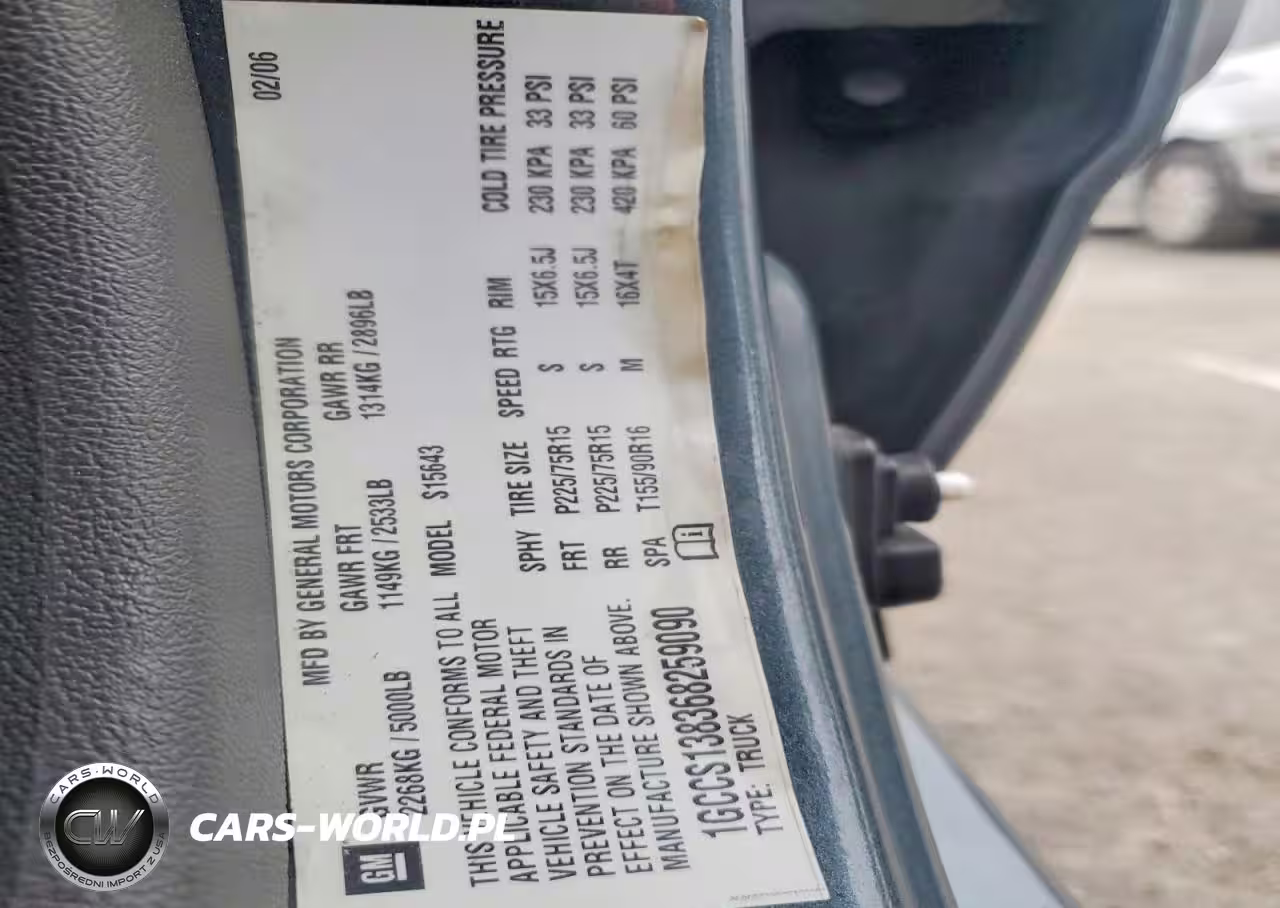 MFD BY GENERAL MOTORS CORPORATION 02/06
GVWR GAWR FRT GAWR RR
2268KG / 5000LB 1149KG / 2533LB 1314KG / 2896LB
GM
THIS VEHICLE CONFORMS TO ALL
APPLICABLE FEDERAL MOTOR
VEHICLE SAFETY AND THEFT
PREVENTION STANDARDS IN
EFFECT ON THE DATE OF
MANUFACTURE SHOWN ABOVE.
1GCCS138368259090
TYPE: TRUCK
MODEL S15643
SPHY TIRE SIZE SPEED RTG RIM COLD TIRE PRESSURE
FRT P225/75R15 S 15X6.5J 230 KPA 33 PSI
RR P225/75R15 S 15X6.5J 230 KPA 33 PSI
SPA T155/90R16 M 16X4T 420 KPA 60 PSI
CARS-WORLD
CW
BEZPOŚREDNI IMPORT Z USA
CARS-WORLD.PL